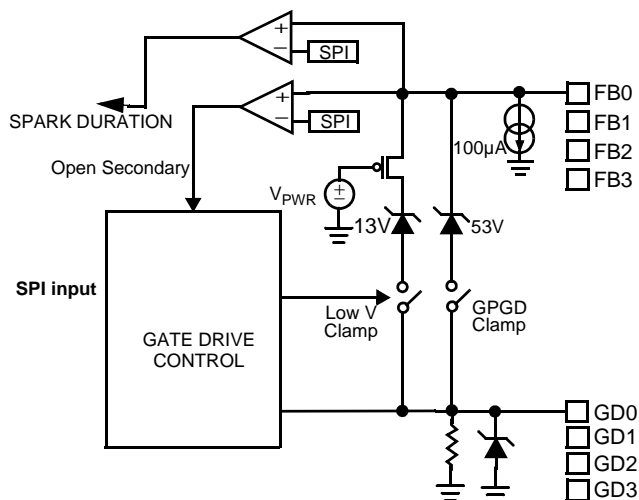 +
−
SPI
+
−
SPI
FB0
FB1
FB2
FB3
SPARK DURATION
100µA
Open Secondary
VPWR
+
−
13V
53V
SPI input
Low V
Clamp
GPGD
Clamp
GATE DRIVE
CONTROL
GD0
GD1
GD2
GD3